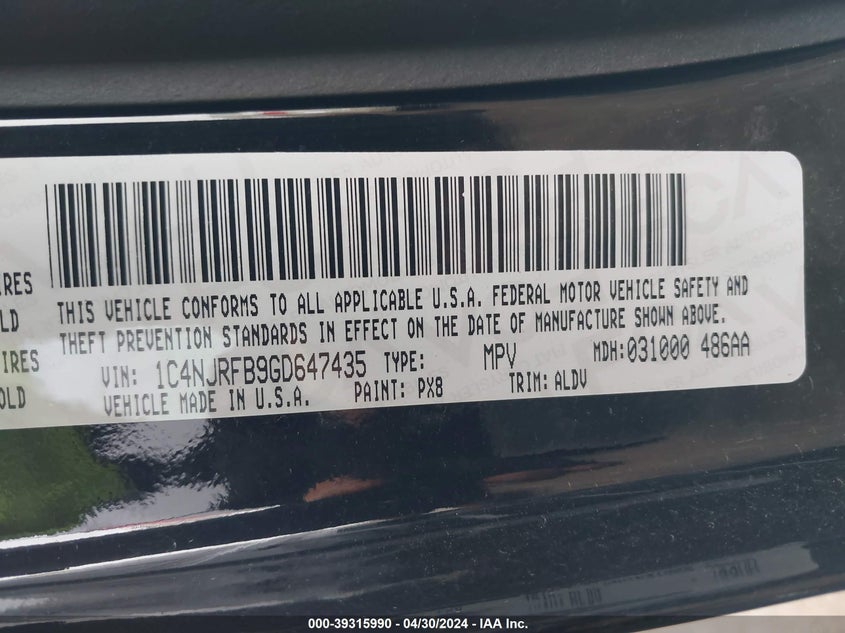 IRES
THIS VEHICLE CONFORMS TO ALL APPLICABLE U.S.A. FEDERAL MOTOR VEHICLE SAFETY AND
OLD
THEFT PREVENTION STANDARDS IN EFFECT ON THE DATE OF MANUFACTURE SHOWN ABOVE.
IRES
VIN: 1C4NJRFB9GD647435 TYPE: MPV MDH:031000 486AA
OLD
VEHICLE MADE IN U.S.A. PAINT: PX8 TRIM: ALDV
000-39315990 - 04/30/2024 - IAA Inc.